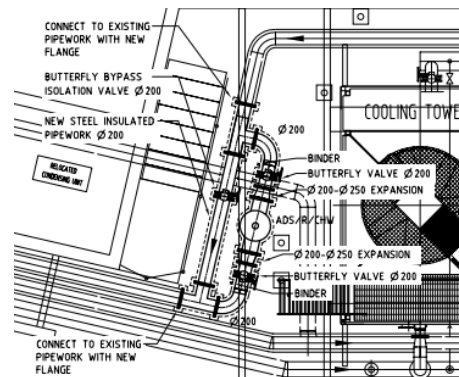 CONNECT TO EXISTING
PIPEWORK WITH NEW
FLANGE
BUTTERFLY BYPASS
ISOLATION VALVE Ø200
NEW STEEL INSULATED
PIPEWORK Ø200
RELOCATED
CONDENSING UNIT
Ø200
COOLING TOWE
BINDER
BUTTERFLY VALVE Ø200
Ø200-Ø250 EXPANSION
ADS/R/CHW
Ø200-Ø250 EXPANSION
BUTTERFLY VALVE Ø200
BINDER
Ø200
CONNECT TO EXISTING
PIPEWORK WITH NEW
FLANGE